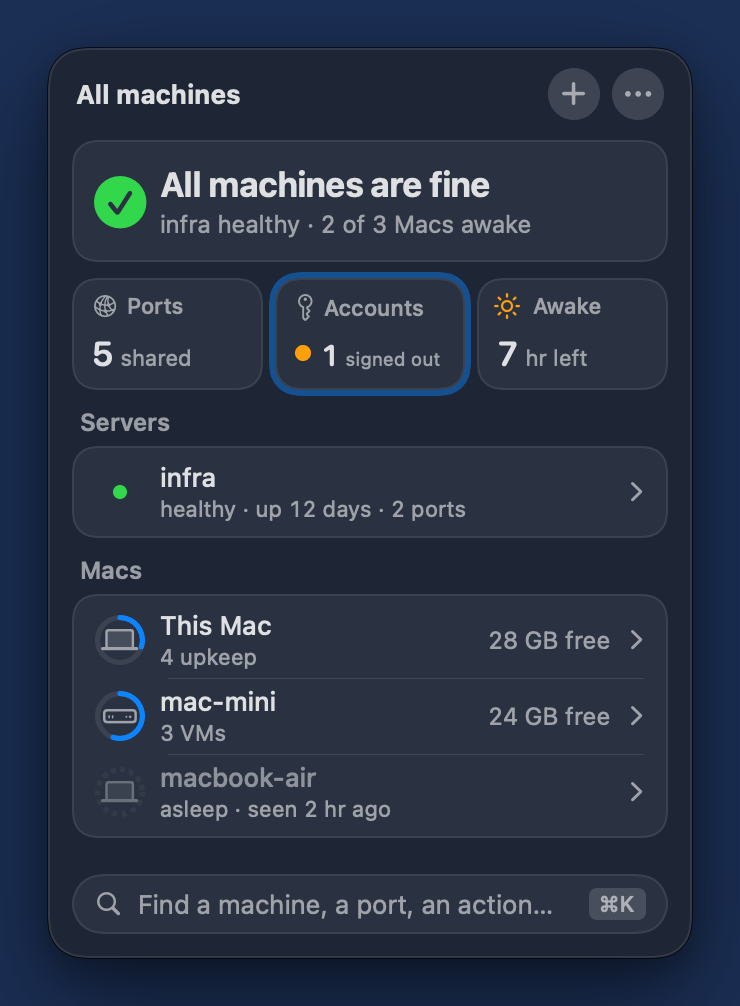 All machines
All machines are fine
infra healthy · 2 of 3 Macs awake
Ports
5 shared
Accounts
1 signed out
Awake
7 hr left
Servers
infra
healthy · up 12 days · 2 ports
Macs
This Mac
4 upkeep
28 GB free
mac-mini
3 VMs
24 GB free
macbook-air
asleep · seen 2 hr ago
Find a machine, a port, an action...
⌘K